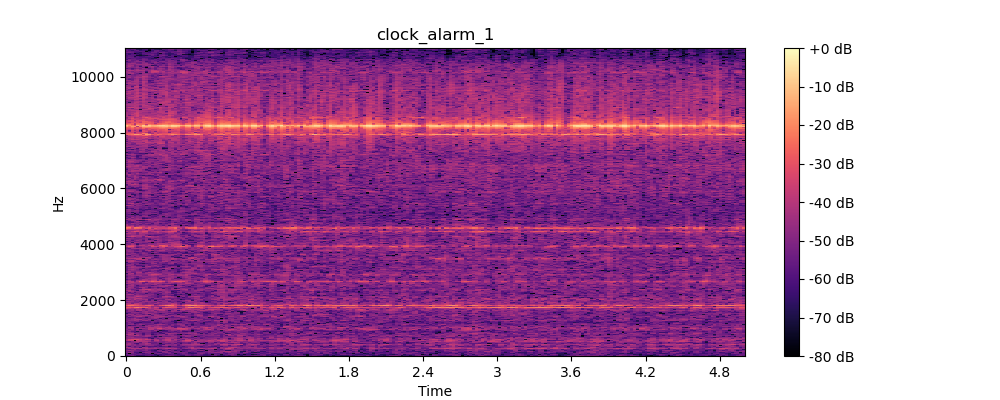 clock_alarm_1
Hz
10000
8000
6000
4000
2000
0
0 0.6 1.2 1.8 2.4 3 3.6 4.2 4.8
Time
+0 dB
-10 dB
-20 dB
-30 dB
-40 dB
-50 dB
-60 dB
-70 dB
-80 dB